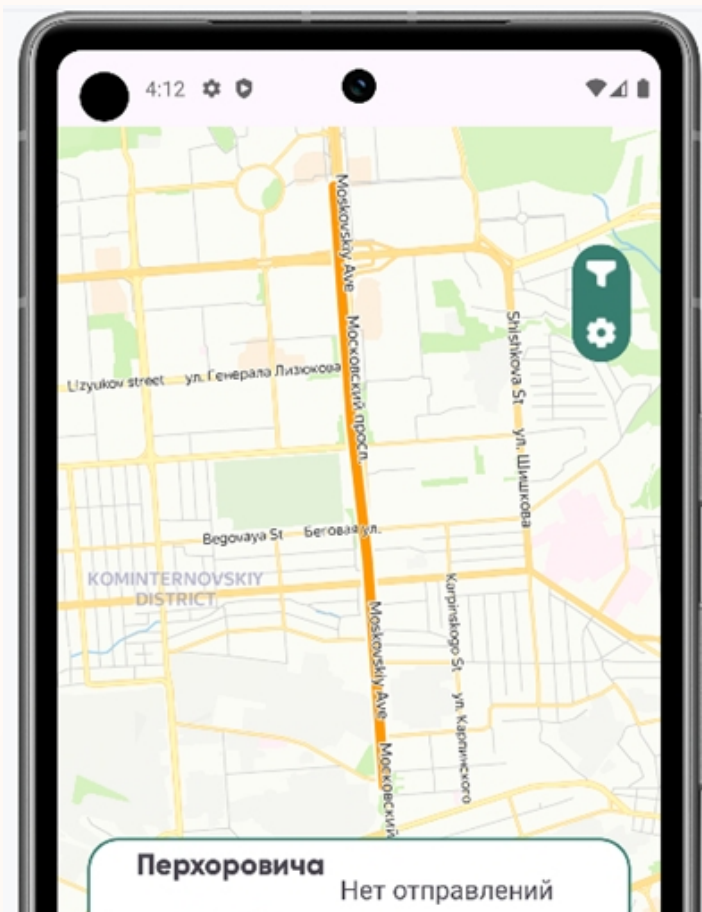 4:12
Moskovskiy Ave
Московский просп.
Shishkova St
ул. Шишкова
Lizyukov street ул. Генерала Лизюкова
Begovaya St Беговая ул.
KOMINTERNOVSKIY
DISTRICT
Karpinskogo St
ул. Карпинского
Moskovskiy Ave
Московский
Перхоровича
Нет отправлений